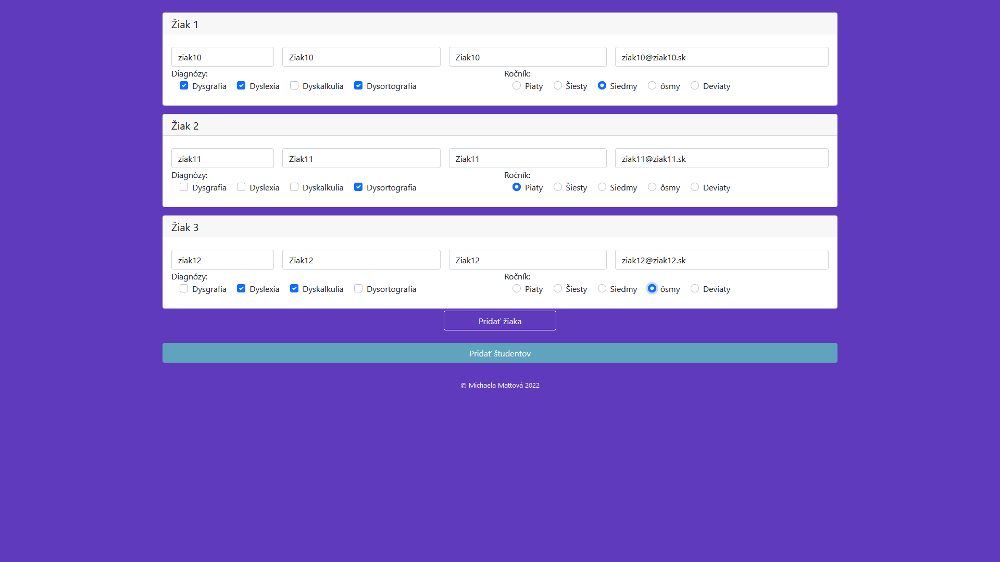 Žiak 1
ziak10 Ziak10 Ziak10 ziak10@ziak10.sk
Diagnózy: Ročník:
Dysgrafia Dyslexia Dyskalkulia Dysortografia Piaty Šiesty Siedmy ôsmy Deviaty
Žiak 2
ziak11 Ziak11 Ziak11 ziak11@ziak11.sk
Diagnózy: Ročník:
Dysgrafia Dyslexia Dyskalkulia Dysortografia Piaty Šiesty Siedmy ôsmy Deviaty
Žiak 3
ziak12 Ziak12 Ziak12 ziak12@ziak12.sk
Diagnózy: Ročník:
Dysgrafia Dyslexia Dyskalkulia Dysortografia Piaty Šiesty Siedmy ôsmy Deviaty
Pridať žiaka
Pridať študentov
© Michaela Mattová 2022